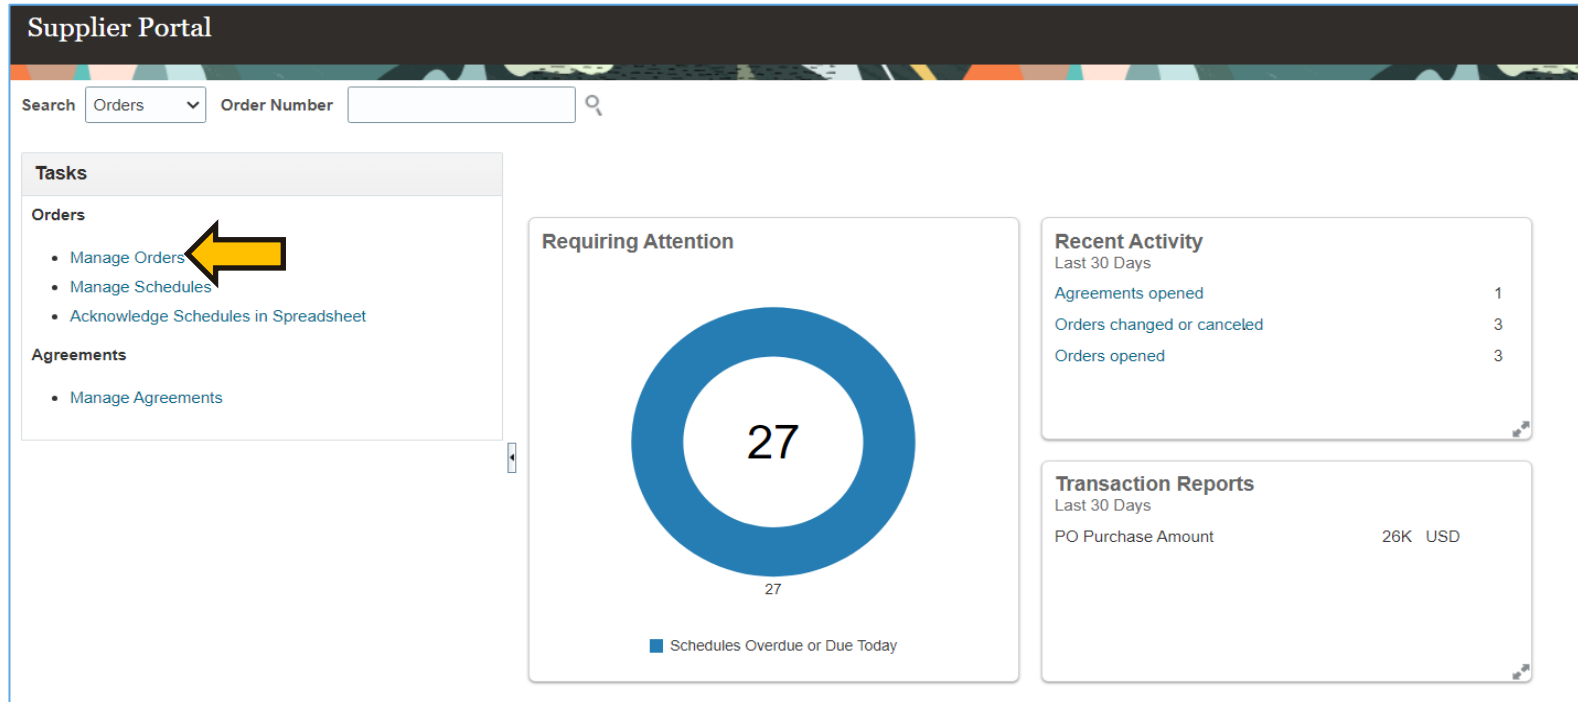 Supplier Portal
Search Orders Order Number
Tasks
Orders
Manage Orders
Manage Schedules
Acknowledge Schedules in Spreadsheet
Agreements
Manage Agreements
Requiring Attention
27
27
Schedules Overdue or Due Today
Recent Activity
Last 30 Days
Agreements opened 1
Orders changed or canceled 3
Orders opened 3
Transaction Reports
Last 30 Days
PO Purchase Amount 26K USD